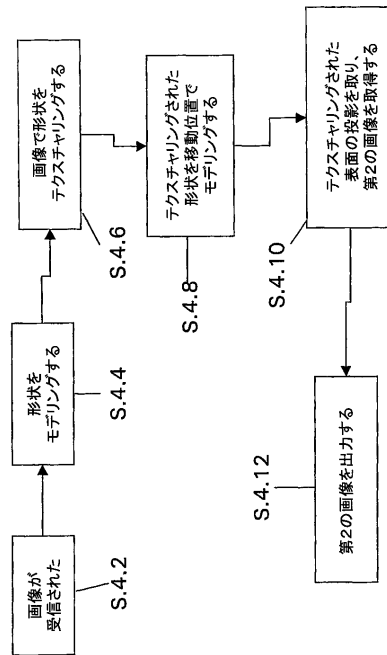 画像が
受信された
S.4.2
形状を
モデリングする
S.4.4
画像で形状を
テクスチャリングする
S.4.6
テクスチャリングされた
形状を移動位置で
モデリングする
S.4.8
テクスチャリングされた
表面の投影を取り、
第2の画像を取得する
S.4.10
第2の画像を出力する
S.4.12